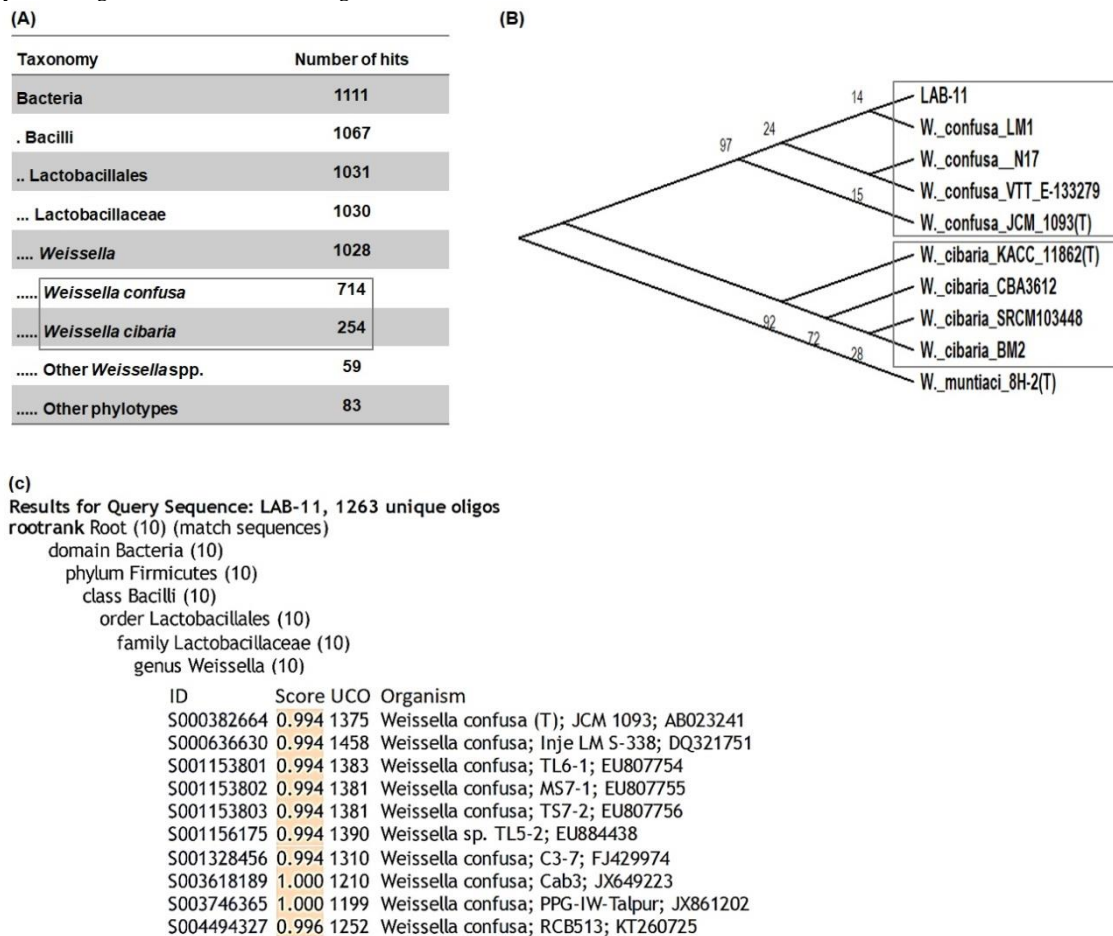 (A)
Taxonomy Number of hits
Bacteria 1111
. Bacilli 1067
.. Lactobacillales 1031
... Lactobacillaceae 1030
.... Weissella 1028
..... Weissella confusa 714
..... Weissella cibaria 254
..... Other Weissella spp. 59
..... Other phylotypes 83
(B)
14
24
97
15
92
72
28
LAB-11
W._confusa_LM1
W._confusa__N17
W._confusa_VTT_E-133279
W._confusa_JCM_1093(T)
W._cibaria_KACC_11862(T)
W._cibaria_CBA3612
W._cibaria_SRCM103448
W._cibaria_BM2
W._muntiaci_8H-2(T)
(c)
Results for Query Sequence: LAB-11, 1263 unique oligos
rootrank Root (10) (match sequences)
domain Bacteria (10)
phylum Firmicutes (10)
class Bacilli (10)
order Lactobacillales (10)
family Lactobacillaceae (10)
genus Weissella (10)
ID Score UCO Organism
S000382664 0.994 1375 Weissella confusa (T); JCM 1093; AB023241
S000636630 0.994 1458 Weissella confusa; Inje LM S-338; DQ321751
S001153801 0.994 1383 Weissella confusa; TL6-1; EU807754
S001153802 0.994 1381 Weissella confusa; MS7-1; EU807755
S001153803 0.994 1381 Weissella confusa; TS7-2; EU807756
S001156175 0.994 1390 Weissella sp. TL5-2; EU884438
S001328456 0.994 1310 Weissella confusa; C3-7; FJ429974
S003618189 1.000 1210 Weissella confusa; Cab3; JX649223
S003746365 1.000 1199 Weissella confusa; PPG-IW-Talpur; JX861202
S004494327 0.996 1252 Weissella confusa; RCB513; KT260725